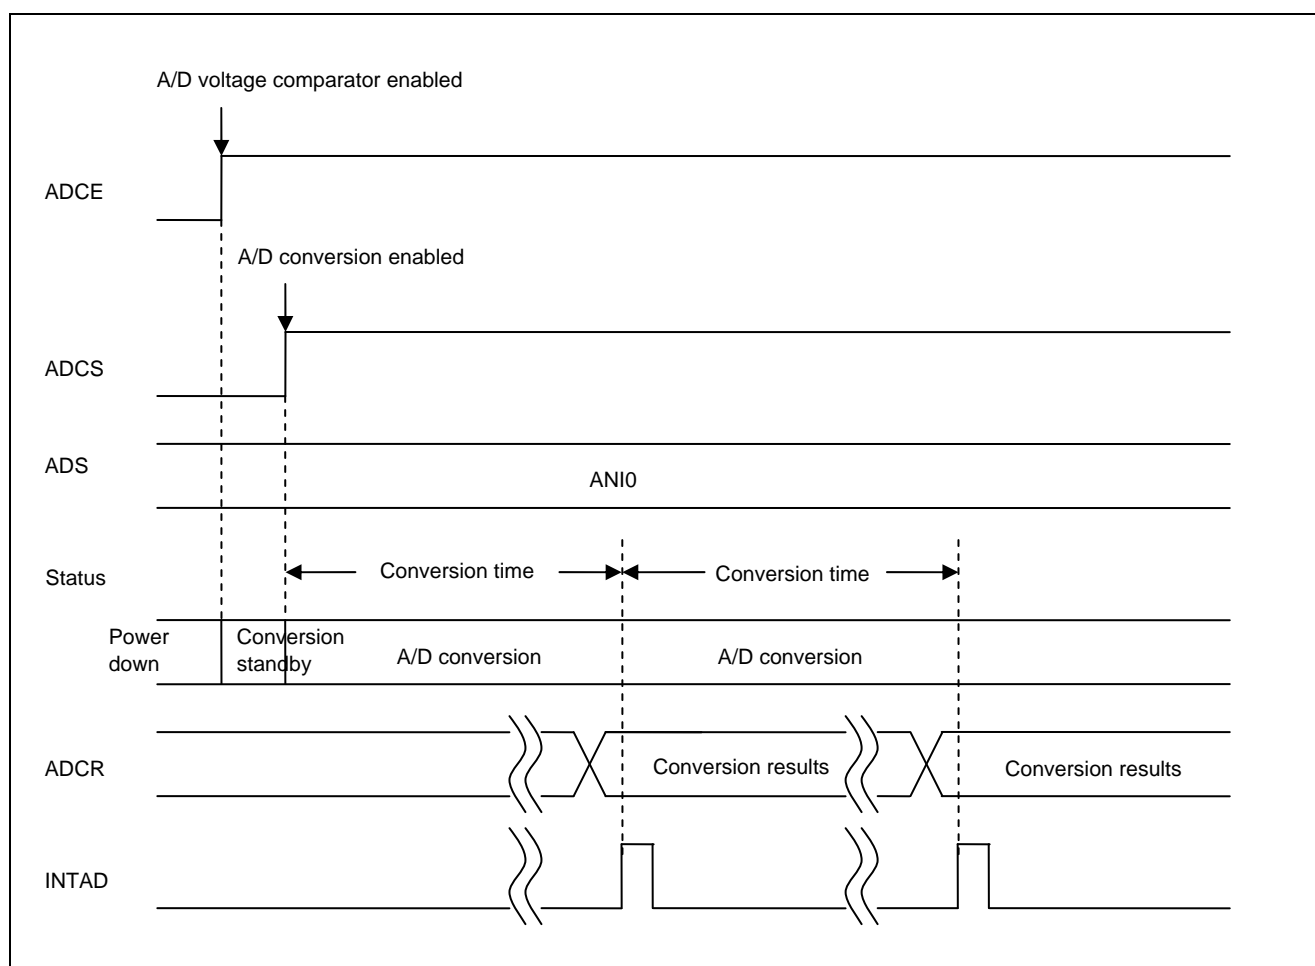 A/D voltage comparator enabled
ADCE
A/D conversion enabled
ADCS
ADS
ANI0
Status
Conversion time
Conversion time
Power
down
Conversion
standby
A/D conversion
A/D conversion
ADCR
Conversion results
Conversion results
INTAD